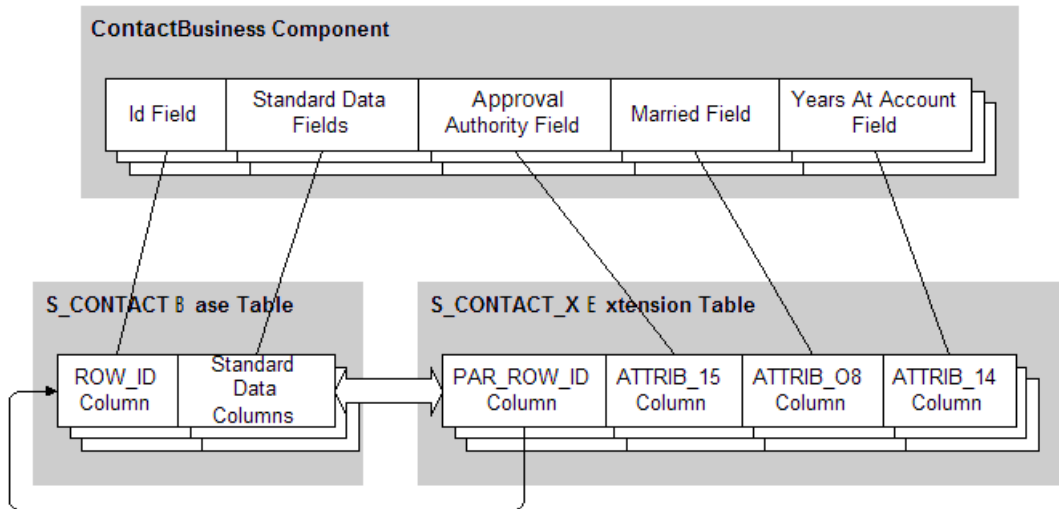 ContactBusiness Component
Id Field
Standard Data
Fields
Approval
Authority Field
Married Field
Years At Account
Field
S_CONTACT B ase Table
ROW_ID
Column
Standard
Data
Columns
S_CONTACT_X E xtension Table
PAR_ROW_ID
Column
ATTRIB_15
Column
ATTRIB_O8
Column
ATTRIB_14
Column